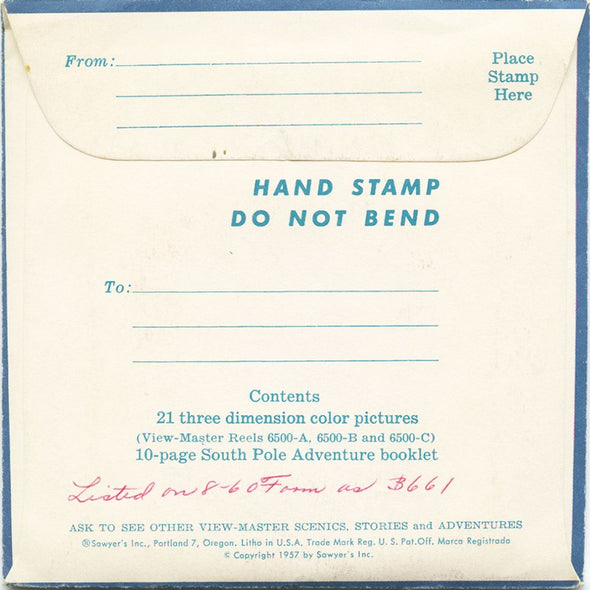 From:
Place
Stamp
Here
HAND STAMP
DO NOT BEND
To:
Contents
21 three dimension color pictures
(View-Master Reels 6500-A, 6500-B and 6500-C)
10-page South Pole Adventure booklet
Listed on 8-60 Form as B661
ASK TO SEE OTHER VIEW-MASTER SCENICS, STORIES and ADVENTURES
®Sawyer's Inc., Portland 7, Oregon. Litho in U.S.A. Trade Mark Reg. U. S. Pat.Off. Marca Registrada
© Copyright 1957 by Sawyer's Inc.